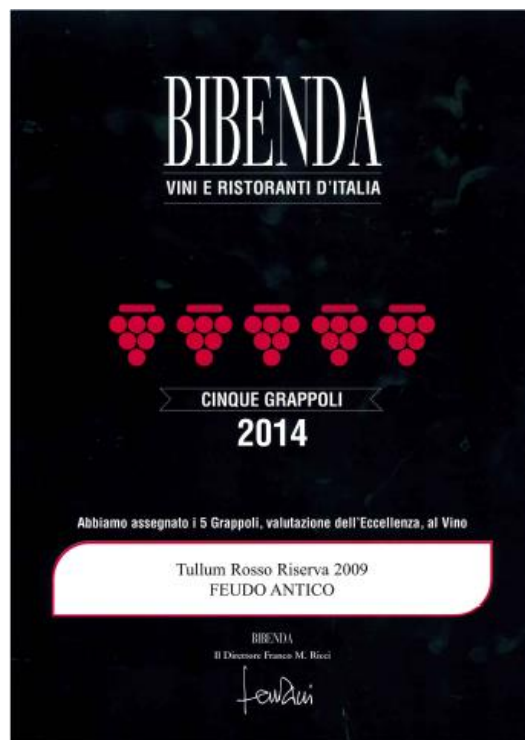 BIBENDA
VINI E RISTORANTI D'ITALIA
CINQUE GRAPPOLI
2014
Abbiamo assegnato i 5 Grappoli, valutazione dell'Eccellenza, al Vino
Tullum Rosso Riserva 2009
FEUDO ANTICO
BIBENDA
Il Direttore Franco M. Ricci